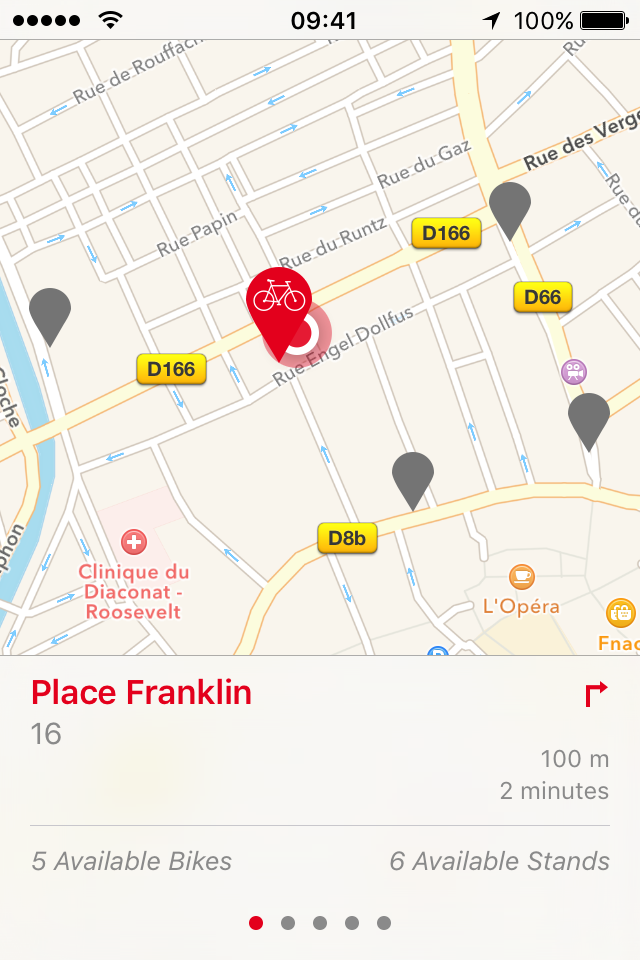 09:41
100%
Rue de Rouffach
Rue des Verge
Rue du Gaz
Rue Papin
Rue du Runtz
D166
D66
Rue Engel Dollfus
D166
Cloche
D8b
Clinique du
Diaconat -
Roosevelt
L'Opéra
Fnac
Place Franklin
16
100 m
2 minutes
5 Available Bikes
6 Available Stands